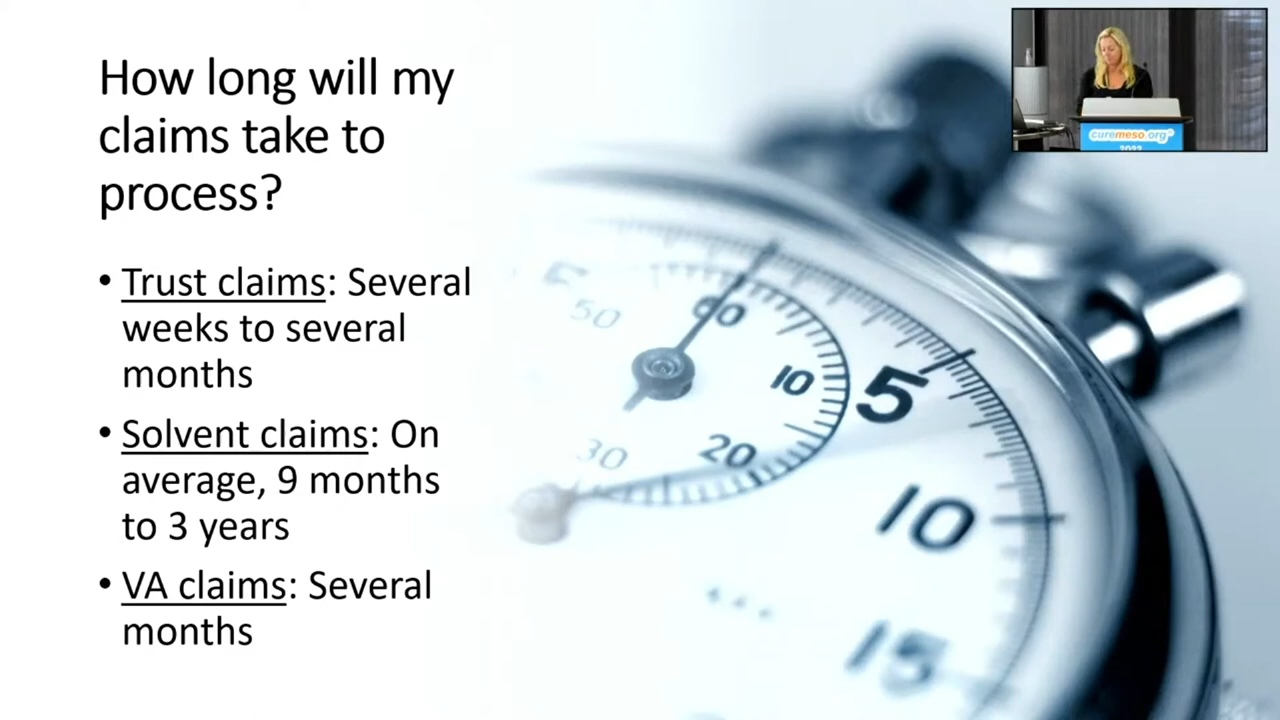 How long will my
claims take to
process?
• Trust claims: Several
weeks to several
months
• Solvent claims: On
average, 9 months
to 3 years
• VA claims: Several
months
curemeso.org
60
50
10
20
30
5
10
15